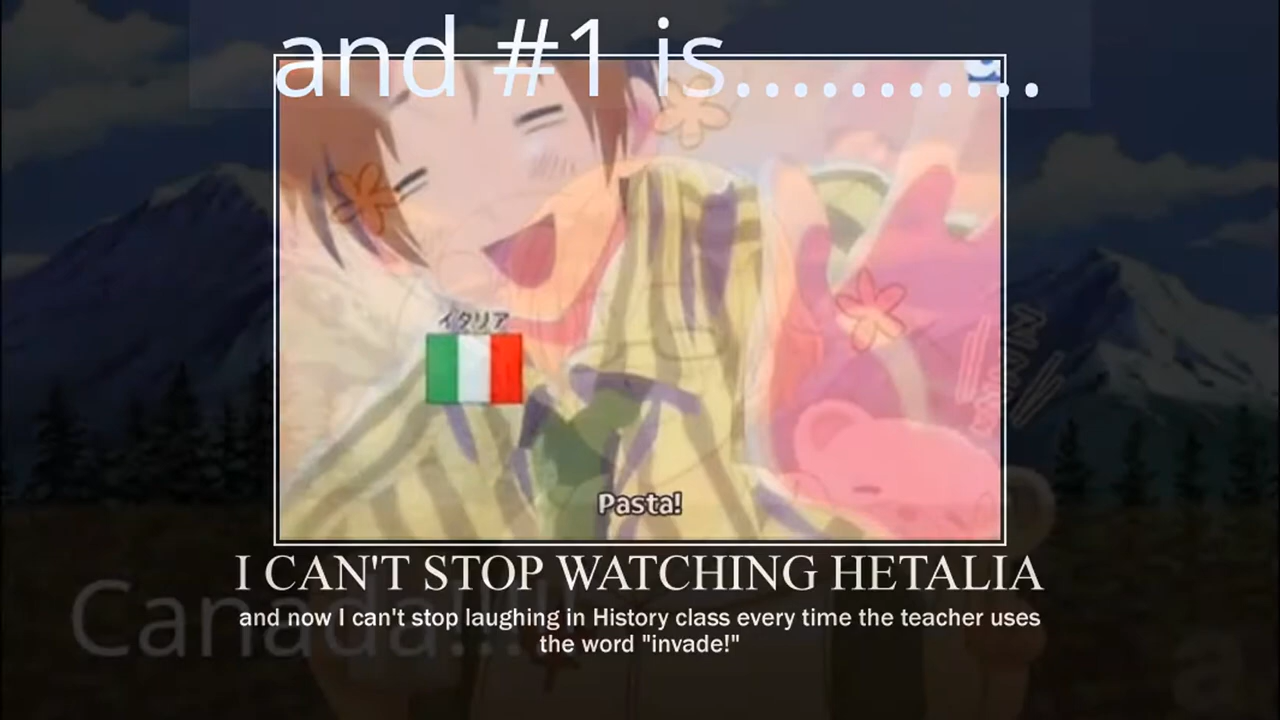 and #1 is............
イタリア
Pasta!
I CAN'T STOP WATCHING HETALIA
and now I can't stop laughing in History class every time the teacher uses
the word "invade!"
Canada!!!